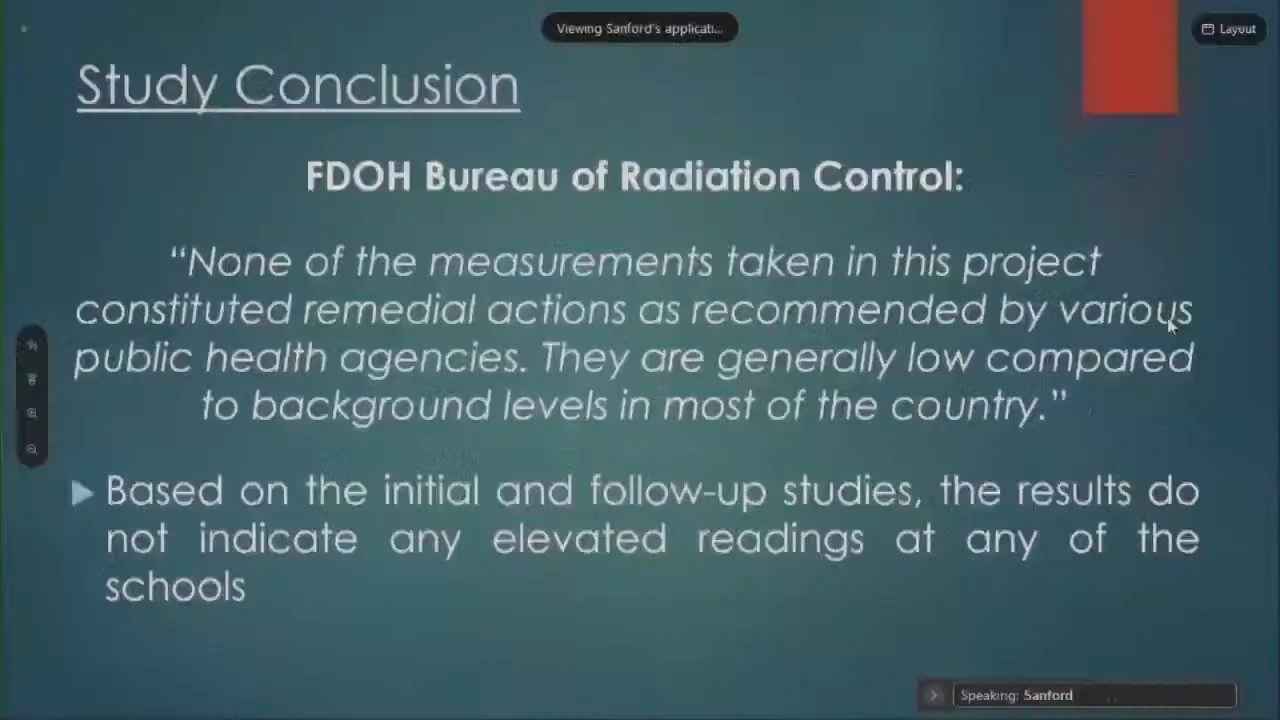 Viewing Sanford's applicati...
Layout
Study Conclusion
FDOH Bureau of Radiation Control:
“None of the measurements taken in this project
constituted remedial actions as recommended by various
public health agencies. They are generally low compared
to background levels in most of the country.”
Based on the initial and follow-up studies, the results do
not indicate any elevated readings at any of the
schools
Speaking: Sanford